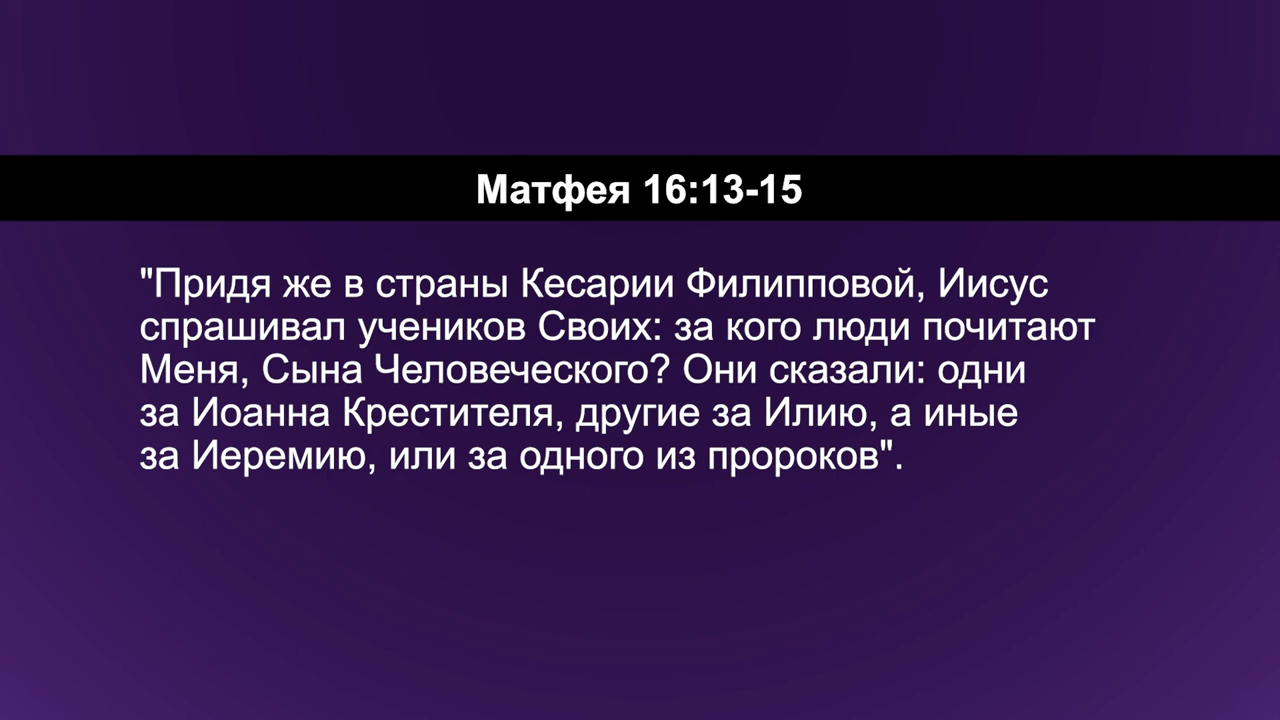 Матфея 16:13-15
"Придя же в страны Кесарии Филипповой, Иисус
спрашивал учеников Своих: за кого люди почитают
Меня, Сына Человеческого? Они сказали: одни
за Иоанна Крестителя, другие за Илию, а иные
за Иеремию, или за одного из пророков".